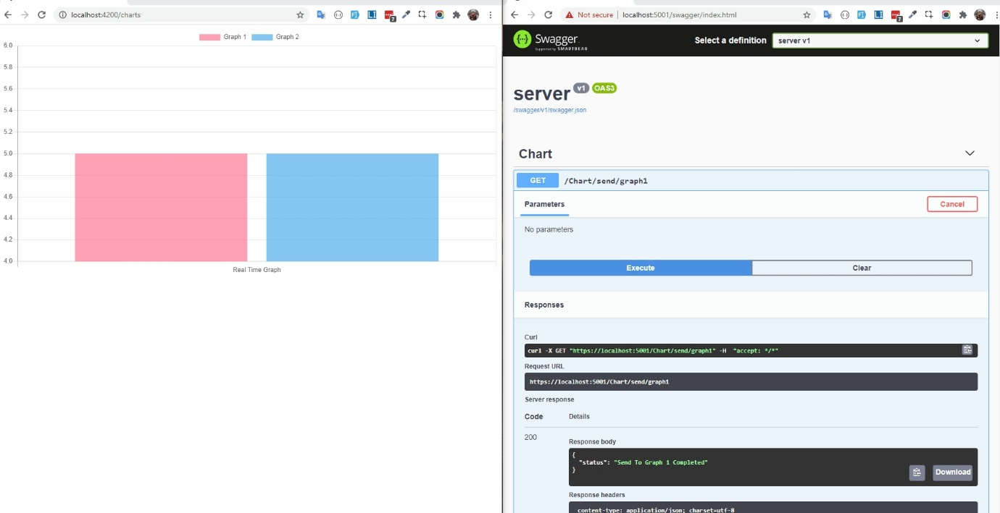 localhost:4200/charts
7
Graph 1
Graph 2
6.0
5.8
5.6
5.4
5.2
5.0
4.8
4.6
4.4
4.2
4.0
Real Time Graph
Not secure
localhost:5001/swagger/index.html
7
Swagger.
Supported by SMARTBEAR
Select a definition
server v1
server v1 OAS3
/swagger/v1/swagger.json
Chart
GET /Chart/send/graph1
Parameters
Cancel
No parameters
Execute
Clear
Responses
Curl
curl -X GET "https://localhost:5001/Chart/send/graph1" -H  "accept: */*"
Request URL
https://localhost:5001/Chart/send/graph1
Server response
Code
Details
200
Response body
{
"status": "Send To Graph 1 Completed"
}
Download
Response headers
content-type: application/json; charset=utf-8